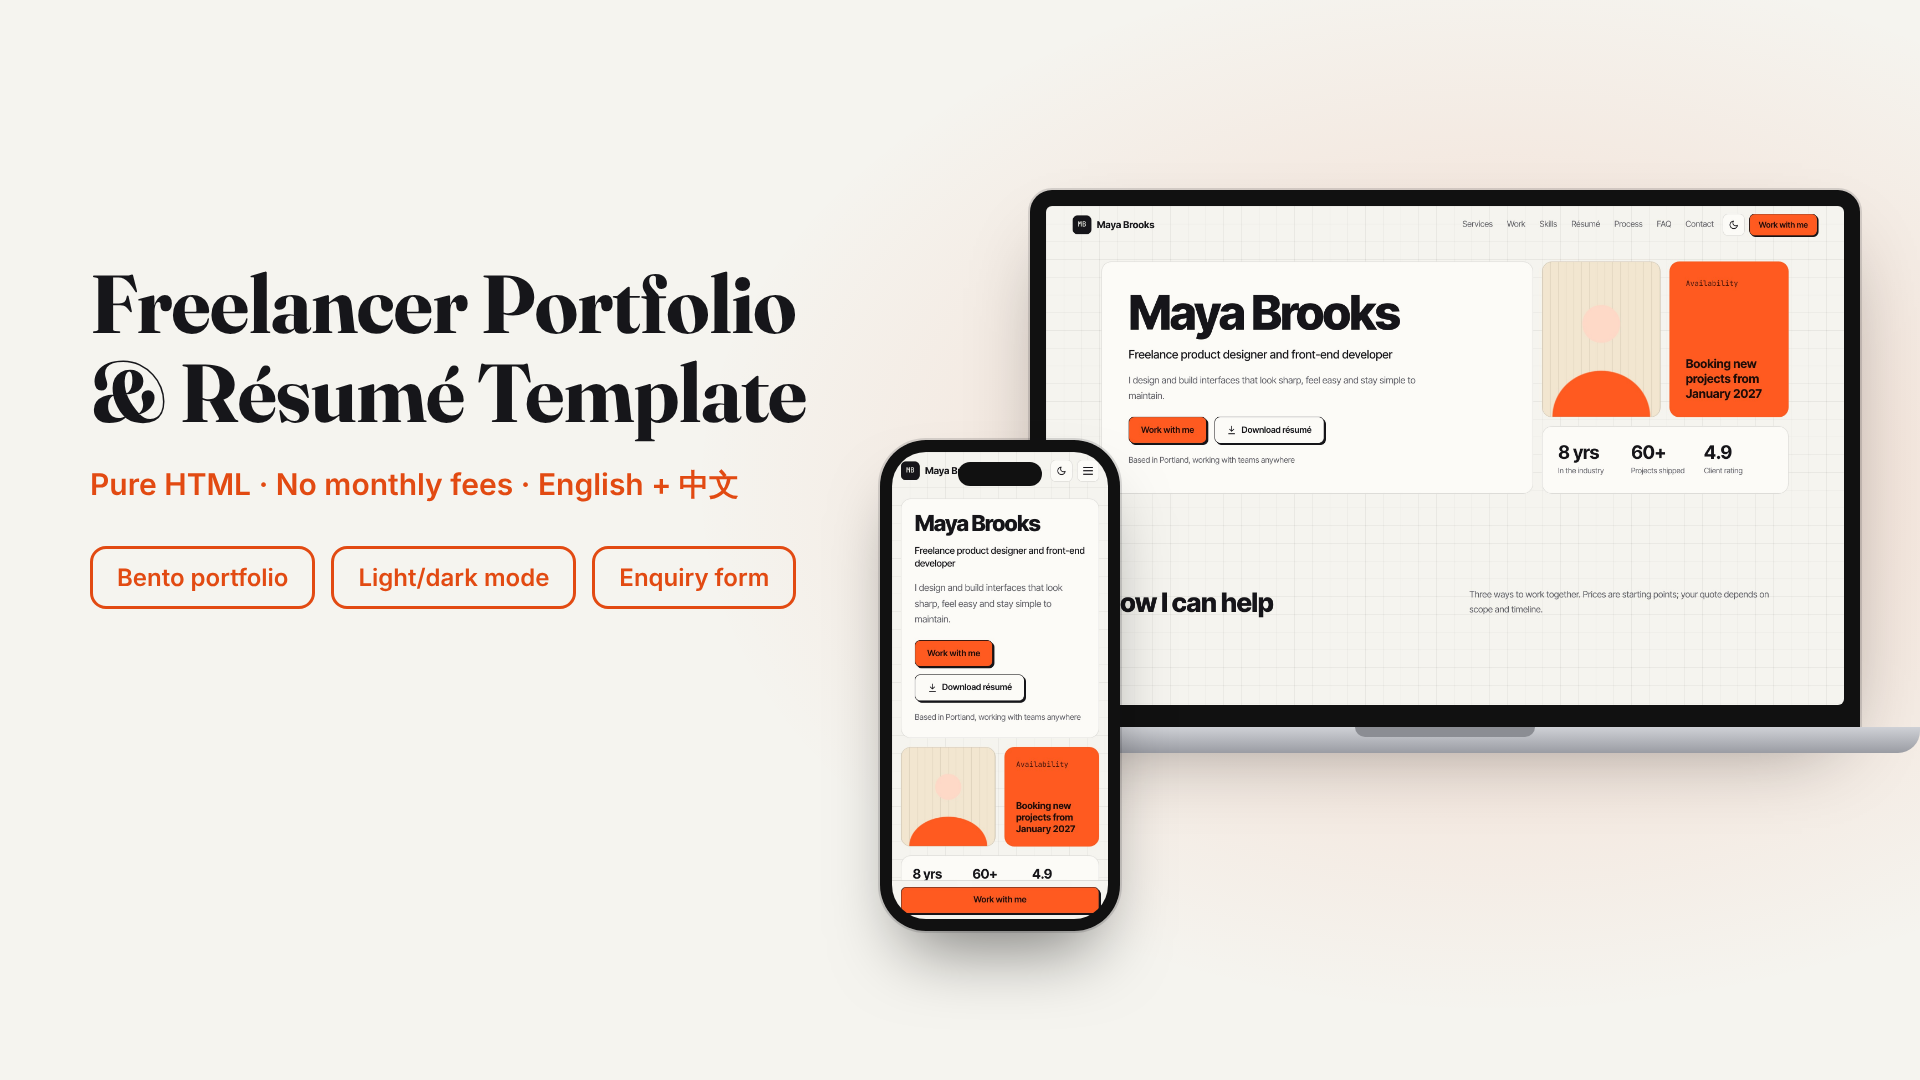 Freelancer Portfolio
& Résumé Template
Pure HTML · No monthly fees · English + 中文
Bento portfolio
Light/dark mode
Enquiry form
MB
Maya Brooks
Services
Work
Skills
Résumé
Process
FAQ
Contact
Work with me
Maya Brooks
Freelance product designer and front-end developer
I design and build interfaces that look sharp, feel easy and stay simple to
maintain.
Work with me
Download résumé
Based in Portland, working with teams anywhere
Availability
Booking new
projects from
January 2027
8 yrs
in the industry
60+
Projects shipped
4.9
Client rating
ow I can help
Three ways to work together. Prices are starting points; your quote depends on
scope and timeline.
MB
Maya B
Maya Brooks
Freelance product designer and front-end
developer
I design and build interfaces that look
sharp, feel easy and stay simple to
maintain.
Work with me
Download résumé
Based in Portland, working with teams anywhere
Availability
Booking new
projects from
January 2027
8 yrs
60+
4.9
Work with me